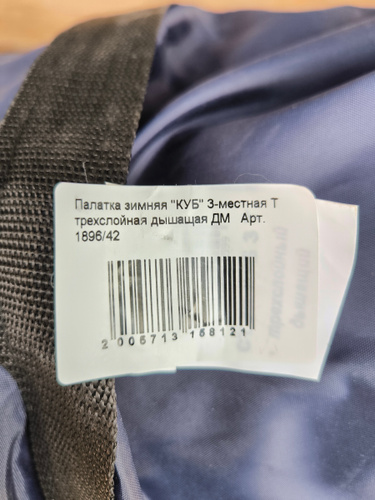 Палатка зимняя "КУБ" 3-местная Т
трехслойная дышащая ДМ Арт.
1896/42
2 005713 158121